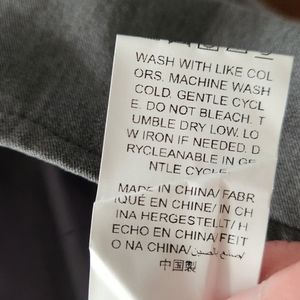 WASH WITH LIKE COL
ORS. MACHINE WASH
COLD. GENTLE CYCL
E. DO NOT BLEACH. T
UMBLE DRY LOW. LO
W IRON IF NEEDED. D
RYCLEANABLE IN GE
NTLE CYCLE
MADE IN CHINA/ FABR
IQUÉ EN CHINE/ IN CH
INA HERGESTELLT/ H
ECHO EN CHINA/ FEIT
O NA CHINA/صنع بالصين/
中国製